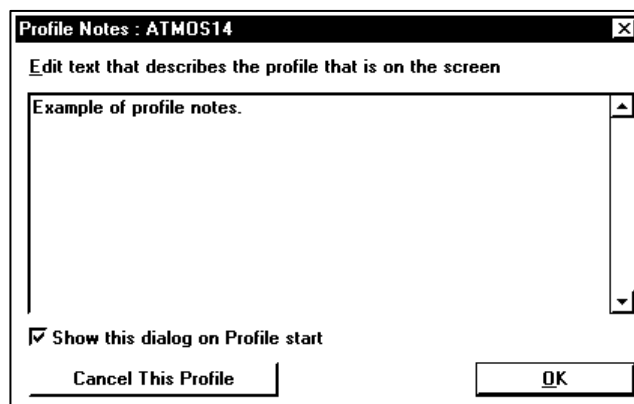 Profile Notes : ATMOS14
Edit text that describes the profile that is on the screen
Example of profile notes.
Show this dialog on Profile start
Cancel This Profile
OK